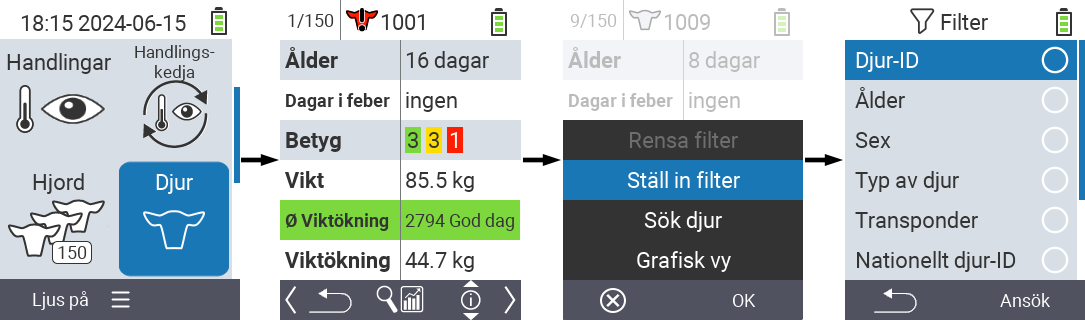 18:15 2024-06-15
Handlingar
Handlings-
kedja
Hjord
150
Djur
Ljus på
1/150 1001
Ålder 16 dagar
Dagar i feber ingen
Betyg 3 3 1
Vikt 85.5 kg
Ø Viktökning 2794 God dag
Viktökning 44.7 kg
9/150 1009
Ålder 8 dagar
Dagar i feber ingen
Rensa filter
Ställ in filter
Sök djur
Grafisk vy
OK
Filter
Djur-ID
Ålder
Sex
Typ av djur
Transponder
Nationellt djur-ID
Ansök